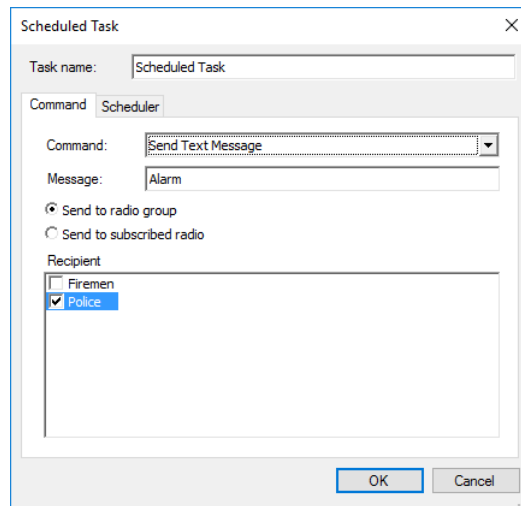 Scheduled Task
Task name: Scheduled Task
Command Scheduler
Command: Send Text Message
Message: Alarm
Send to radio group
Send to subscribed radio
Recipient
Firemen
Police
OK Cancel